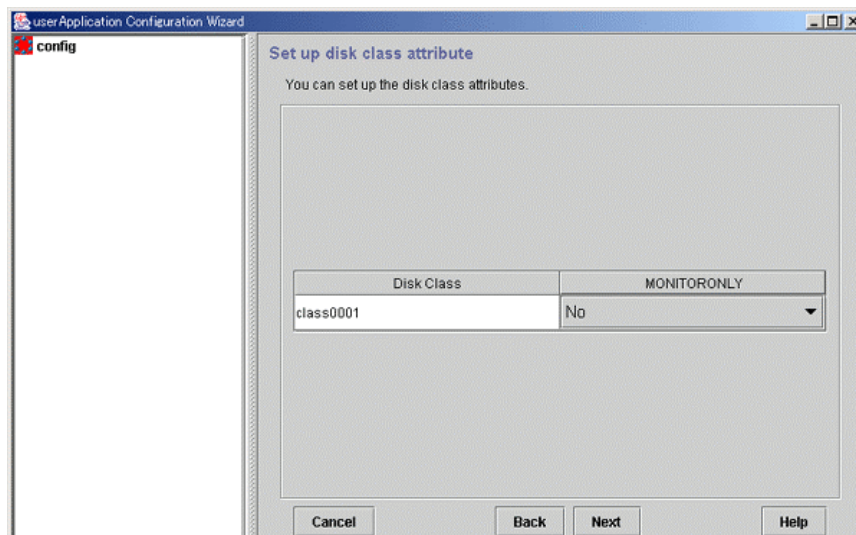 userApplication Configuration Wizard
config
Set up disk class attribute
You can set up the disk class attributes.
Disk Class MONITORONLY
class0001 No
Cancel Back Next Help